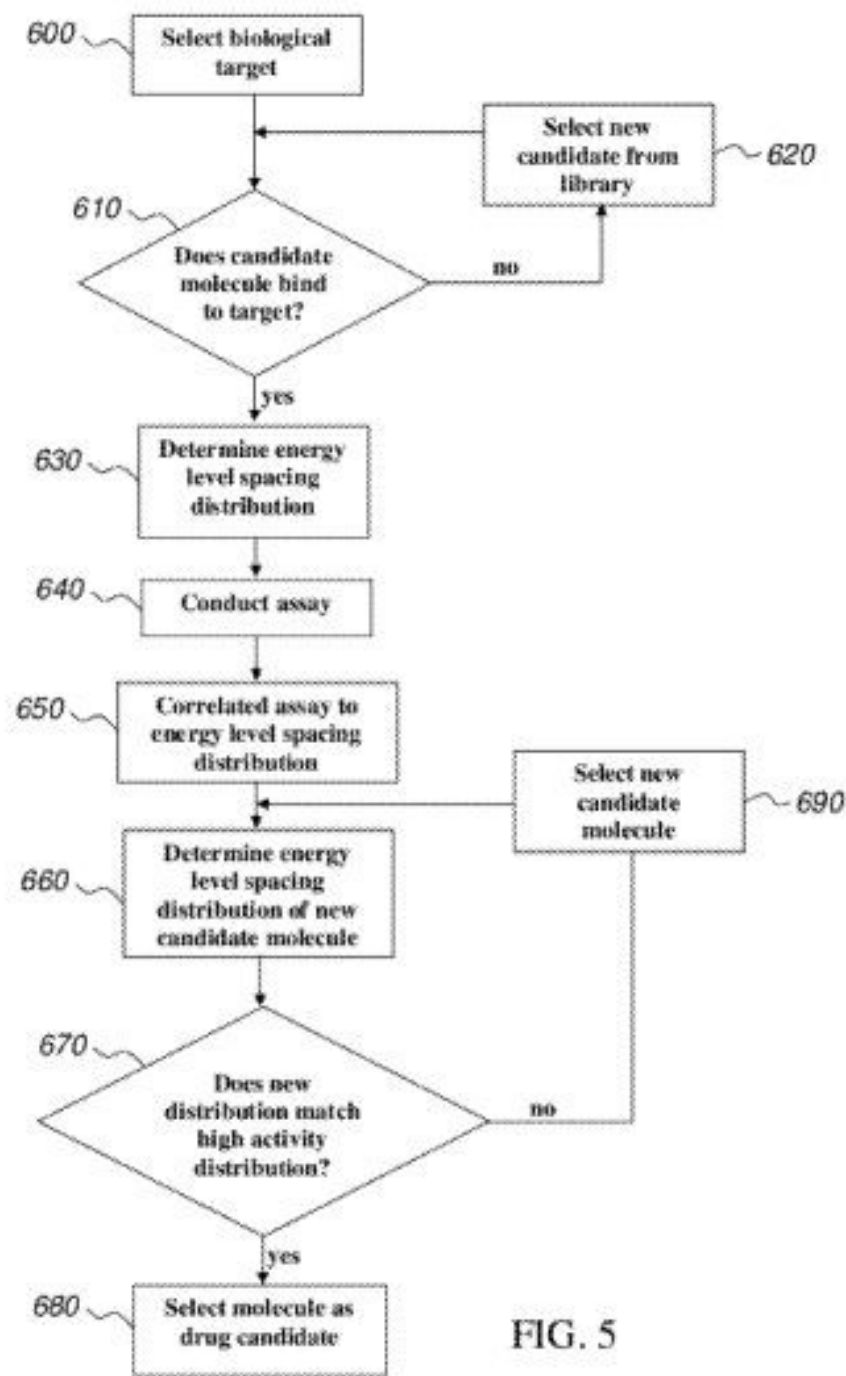 600
Select biological
target
Select new
candidate from
library
620
610
Does candidate
molecule bind
to target?
no
yes
630
Determine energy
level spacing
distribution
640
Conduct assay
650
Correlated assay to
energy level spacing
distribution
Select new
candidate
molecule
690
660
Determine energy
level spacing
distribution of new
candidate molecule
670
Does new
distribution match
high activity
distribution?
no
yes
680
Select molecule as
drug candidate
FIG. 5